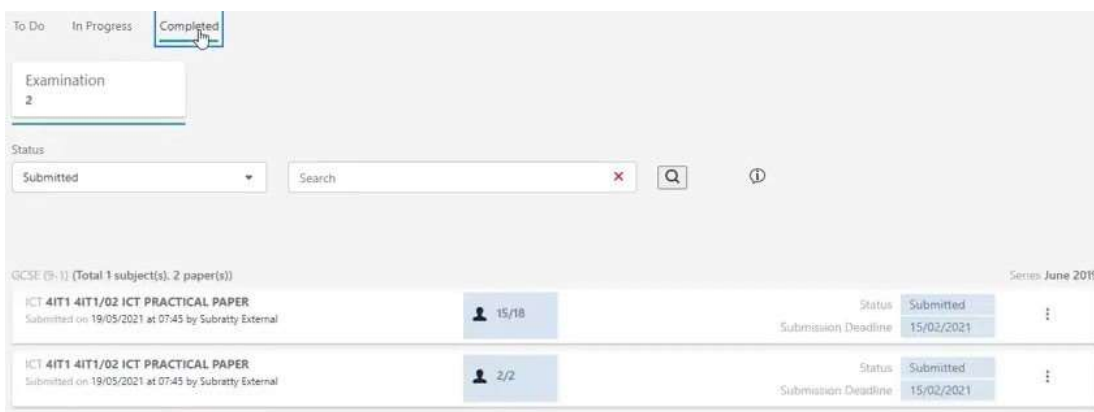 To Do In Progress Completed
Examination
2
Status
Submitted Search
GCSE (9-1) (Total 1 subject(s), 2 paper(s)) Series June 2019
ICT 4IT1 4IT1/02 ICT PRACTICAL PAPER
Submitted on 19/05/2021 at 07:45 by Subratty External
15/18
Status Submitted
Submission Deadline 15/02/2021
ICT 4IT1 4IT1/02 ICT PRACTICAL PAPER
Submitted on 19/05/2021 at 07:45 by Subratty External
2/2
Status Submitted
Submission Deadline 15/02/2021